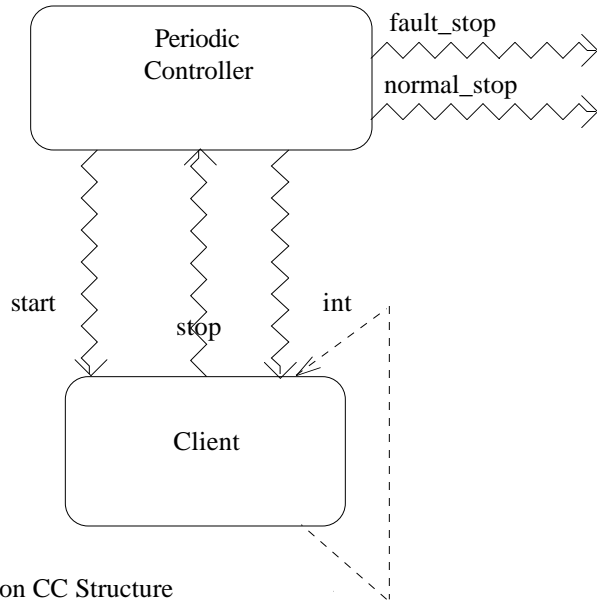 Periodic
Controller
fault_stop
normal_stop
start
stop
int
Client
on CC Structure